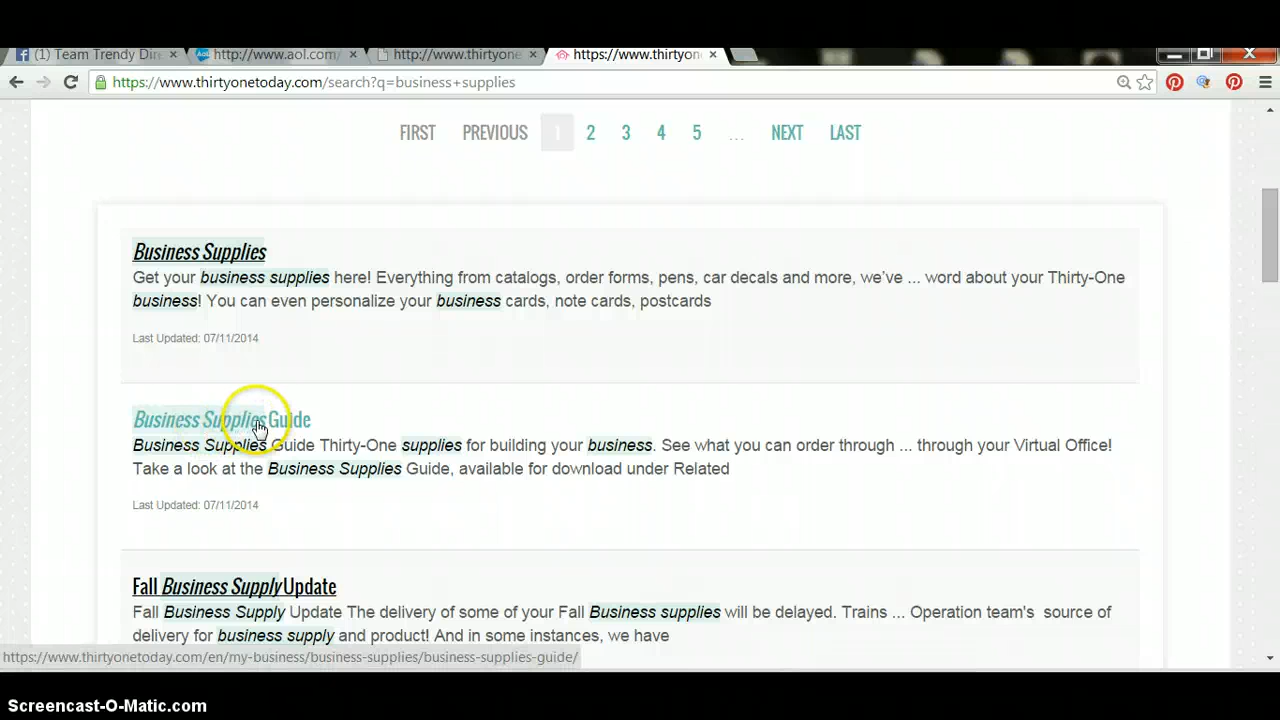 (1) Team Trendy Dir
http://www.aol.com/
http://www.thirtyone
https://www.thirtyon
https://www.thirtyonetoday.com/search?q=business+supplies
FIRST PREVIOUS 1 2 3 4 5 ... NEXT LAST
Business Supplies
Get your business supplies here! Everything from catalogs, order forms, pens, car decals and more, we've ... word about your Thirty-One
business! You can even personalize your business cards, note cards, postcards
Last Updated: 07/11/2014
Business Supplies Guide
Business Supplies Guide Thirty-One supplies for building your business. See what you can order through ... through your Virtual Office!
Take a look at the Business Supplies Guide, available for download under Related
Last Updated: 07/11/2014
Fall Business Supply Update
Fall Business Supply Update The delivery of some of your Fall Business supplies will be delayed. Trains ... Operation team's source of
delivery for business supply and product! And in some instances, we have
https://www.thirtyonetoday.com/en/my-business/business-supplies/business-supplies-guide/
Screencast-O-Matic.com